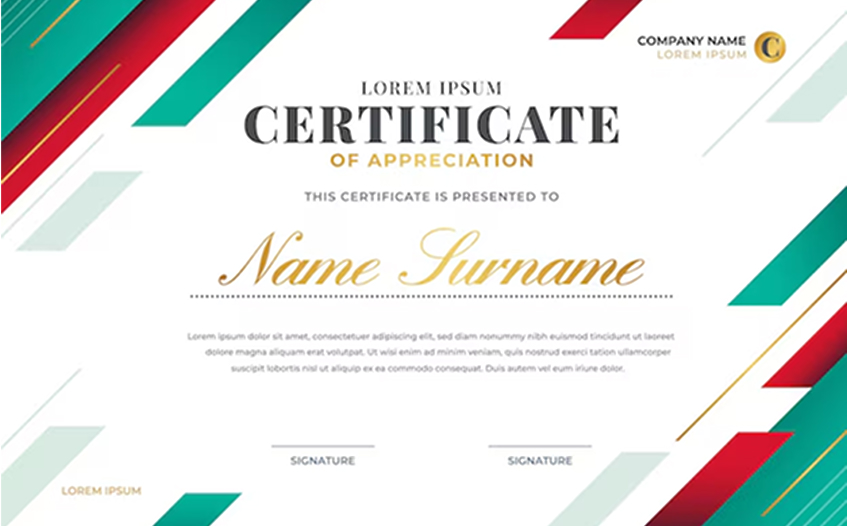 COMPANY NAME
LOREM IPSUM
C
LOREM IPSUM
CERTIFICATE
OF APPRECIATION
THIS CERTIFICATE IS PRESENTED TO
Name Surname
Lorem ipsum dolor sit amet, consectetuer adipiscing elit, sed diam nonummy nibh euismod tincidunt ut laoreet
dolore magna aliquam erat volutpat. Ut wisi enim ad minim veniam, quis nostrud exerci tation ullamcorper
suscipit lobortis nisl ut aliquip ex ea commodo consequat. Duis autem vel eum iriure dolor.
SIGNATURE
SIGNATURE
LOREM IPSUM